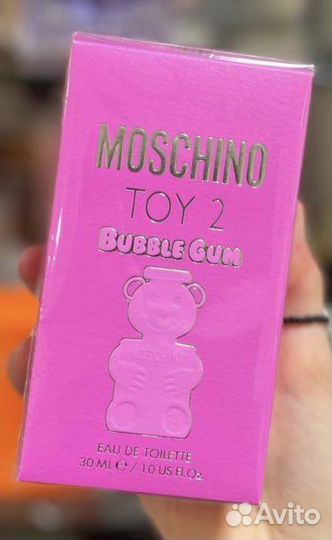 MOSCHINO
TOY 2
BUBBLE GUM
MOSCHINO
EAU DE TOILETTE
30 ML℮ / 1.0 US FL.Oz
Avito